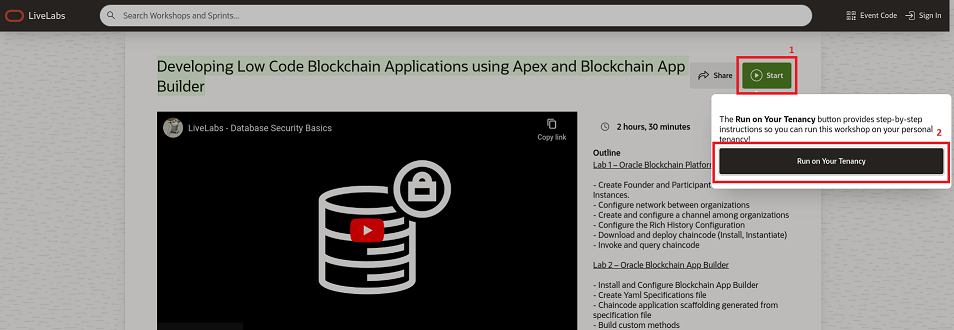 LiveLabs
Search Workshops and Sprints...
Event Code
Sign In
1
Developing Low Code Blockchain Applications using Apex and Blockchain App
Builder
Share
Start
LiveLabs - Database Security Basics
Copy link
2 hours, 30 minutes
The Run on Your Tenancy button provides step-by-step
instructions so you can run this workshop on your personal
tenancy!
2
Run on Your Tenancy
Outline
Lab 1 – Oracle Blockchain Platform
- Create Founder and Participant
Instances.
- Configure network between organizations
- Create and configure a channel among organizations
- Configure the Rich History Configuration
- Download and deploy chaincode (Install, Instantiate)
- Invoke and query chaincode
Lab 2 – Oracle Blockchain App Builder
- Install and Configure Blockchain App Builder
- Create Yaml Specifications file
- Chaincode application scaffolding generated from
specification file
- Build custom methods